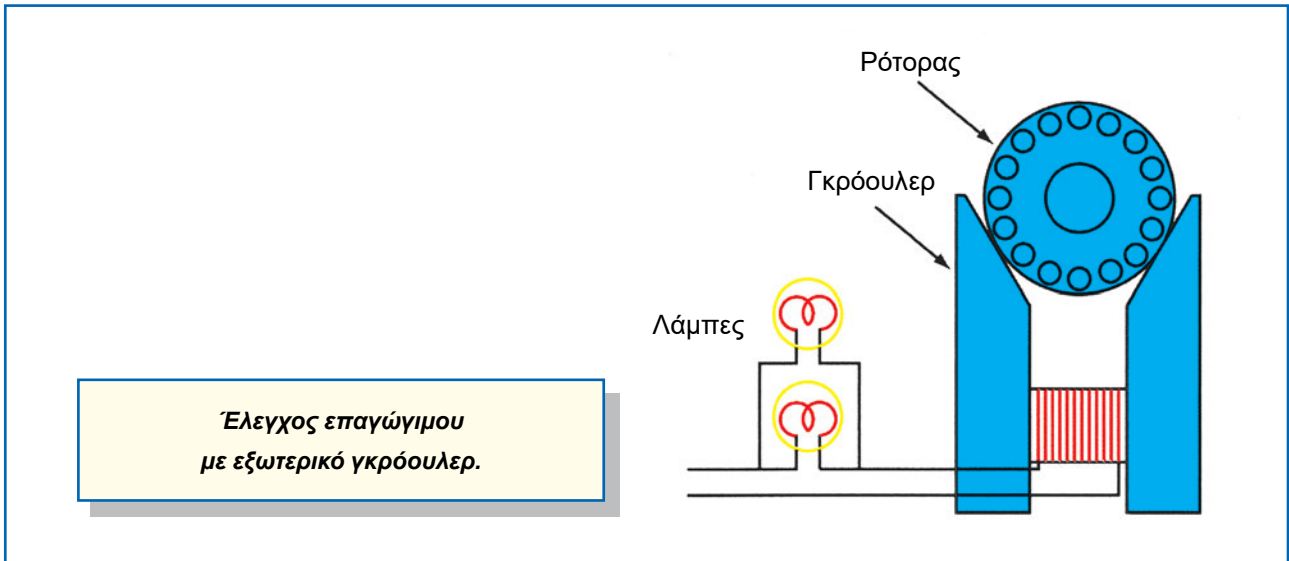 Ρότορας
Γκρόουλερ
Λάμπες
Έλεγχος επαγώγιμου
με εξωτερικό γκρόουλερ.